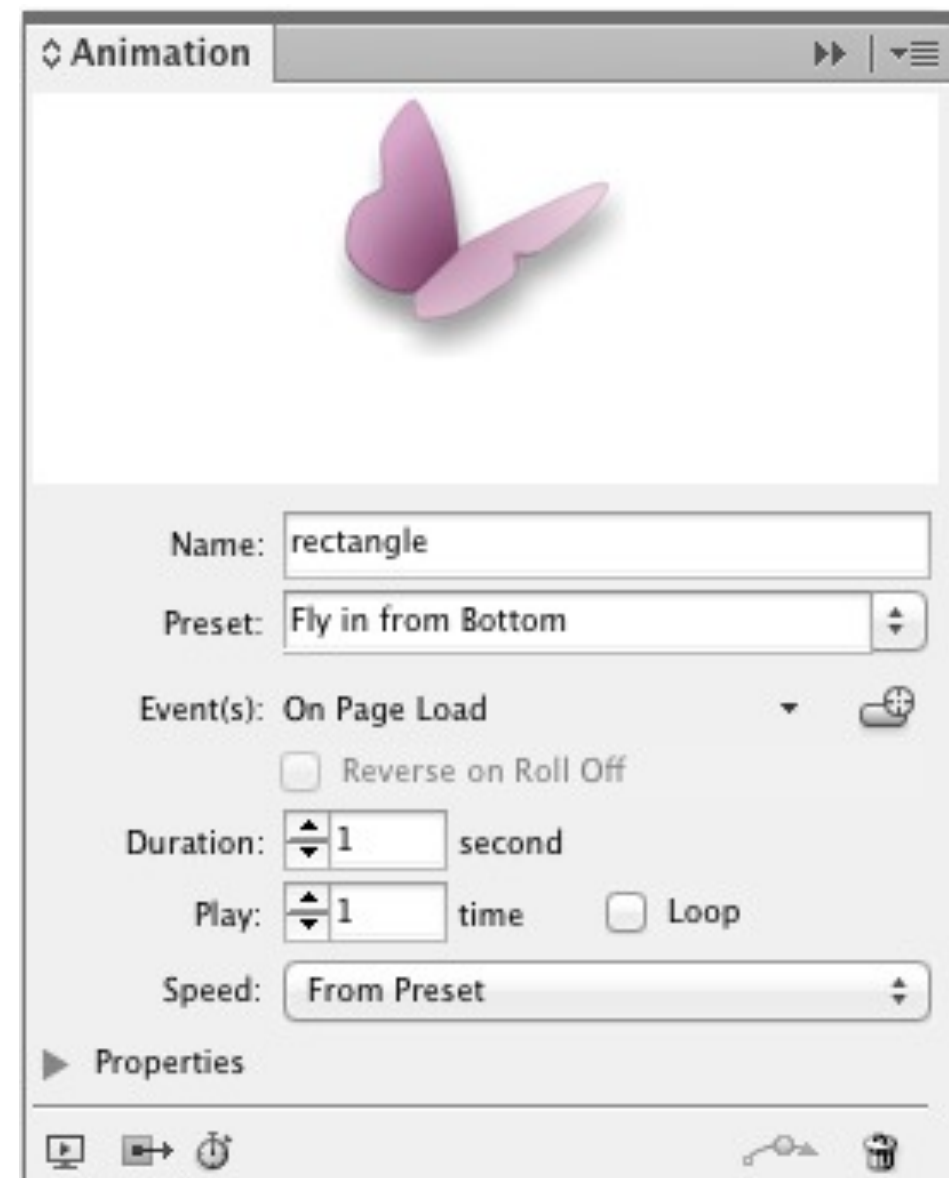 Animation
Name: rectangle
Preset: Fly in from Bottom
Event(s): On Page Load
Reverse on Roll Off
Duration: 1 second
Play: 1 time Loop
Speed: From Preset
Properties